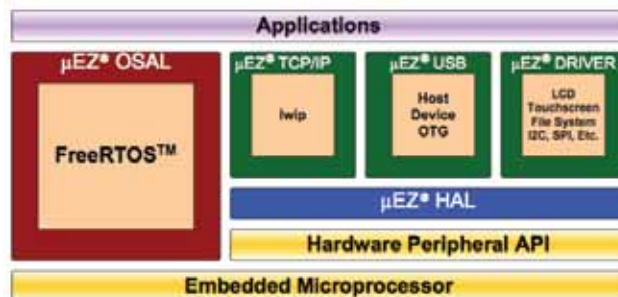 Applications
µEZ® OSAL
FreeRTOS™
µEZ® TCP/IP
lwip
µEZ® USB
Host
Device
OTG
µEZ® DRIVER
LCD
Touchscreen
File System
I2C, SPI, Etc.
µEZ® HAL
Hardware Peripheral API
Embedded Microprocessor